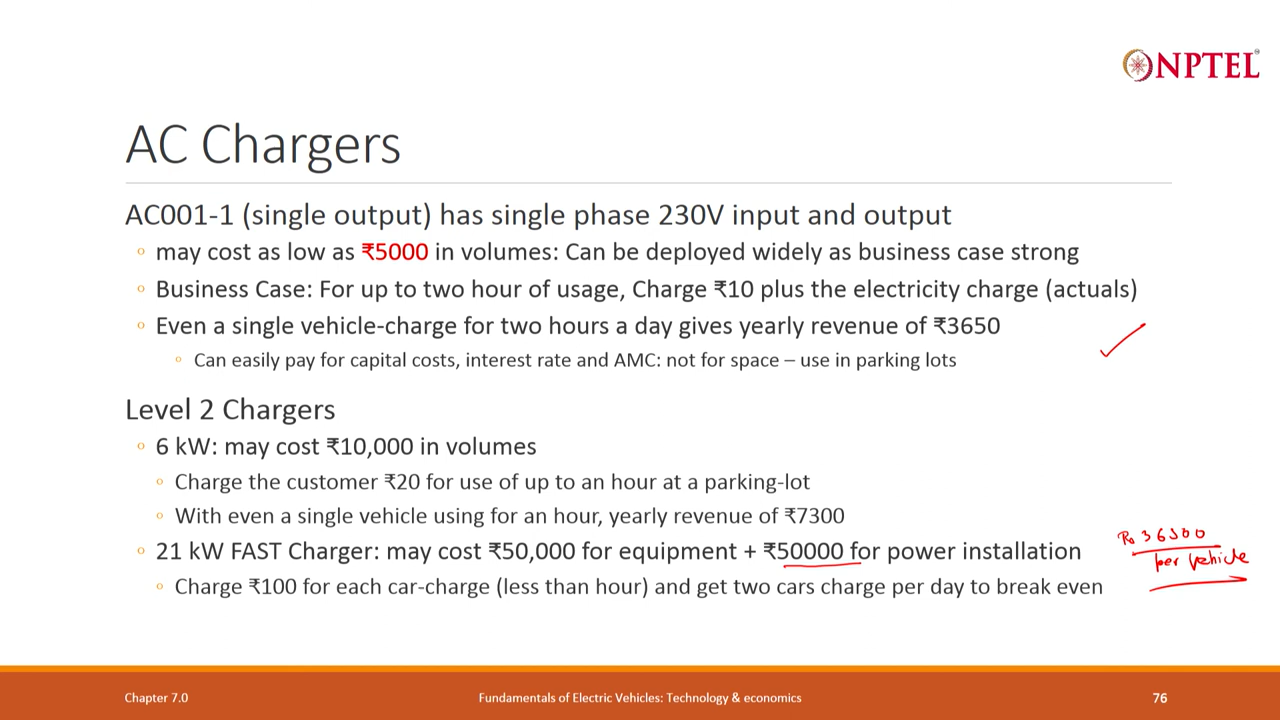 NPTEL
AC Chargers
AC001-1 (single output) has single phase 230V input and output
may cost as low as ₹5000 in volumes: Can be deployed widely as business case strong
Business Case: For up to two hour of usage, Charge ₹10 plus the electricity charge (actuals)
Even a single vehicle-charge for two hours a day gives yearly revenue of ₹3650
Can easily pay for capital costs, interest rate and AMC: not for space – use in parking lots
Level 2 Chargers
6 kW: may cost ₹10,000 in volumes
Charge the customer ₹20 for use of up to an hour at a parking-lot
With even a single vehicle using for an hour, yearly revenue of ₹7300
21 kW FAST Charger: may cost ₹50,000 for equipment + ₹50000 for power installation
Charge ₹100 for each car-charge (less than hour) and get two cars charge per day to break even
Rs 36500
per vehicle
Chapter 7.0
Fundamentals of Electric Vehicles: Technology & economics
76